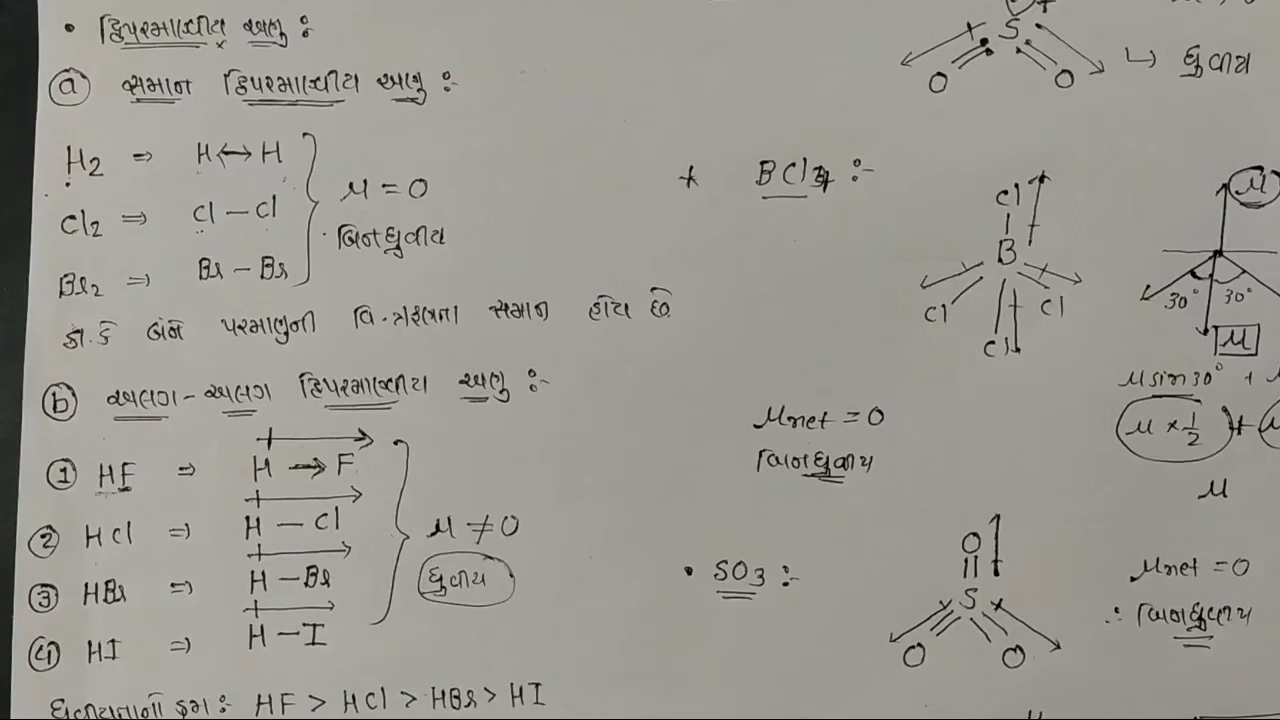 • દ્વિપરમાણ્વીય અણુ :-
ⓐ સમાન દ્વિપરમાણ્વીય અણુ :-
H2 ⇒ H ↔ H
Cl2 ⇒ Cl - Cl
Br2 ⇒ Br - Br
μ = 0
બિનધ્રુવીય
કા.કે બંને પરમાણુની વિ.ઋણતા સમાન હોય છે
ⓑ અલગ - અલગ દ્વિપરમાણ્વીય અણુ :-
① HF ⇒ H → F
② HCl ⇒ H - Cl
③ HBr ⇒ H - Br
④ HI ⇒ H - I
μ ≠ 0
ધ્રુવીય
ધ્રુવીયતાનો ક્રમ :- HF > HCl > HBr > HI
S
O O
↳ ધ્રુવીય
* BCl3 :-
Cl
B
Cl Cl
Cl
μ
30° 30°
μ
μ sin30° +
μ × 1/2 +
μ
μnet = 0
બિનધ્રુવીય
• SO3 :-
O
S
O O
μnet = 0
∴ બિનધ્રુવીય